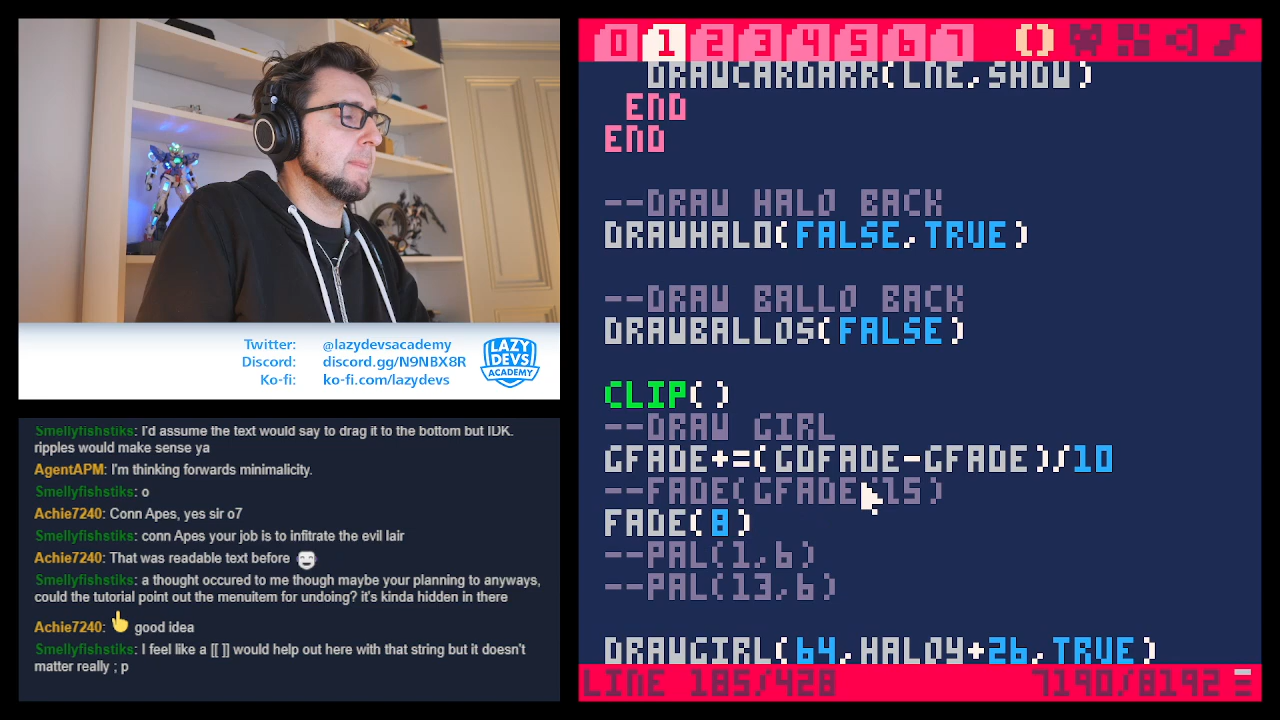 Twitter: @lazydevsacademy
Discord: discord.gg/N9NBX8R
Ko-fi: ko-fi.com/lazydevs
LAZY
DEVS
ACADEMY
Smellyfishstiks: I'd assume the text would say to drag it to the bottom but IDK.
ripples would make sense ya
AgentAPM: I'm thinking forwards minimalicity.
Smellyfishstiks: o
Achie7240: Conn Apes, yes sir o7
Smellyfishstiks: conn Apes your job is to infitrate the evil lair
Achie7240: That was readable text before
Smellyfishstiks: a thought occured to me though maybe your planning to anyways,
could the tutorial point out the menuitem for undoing? it's kinda hidden in there
Achie7240: good idea
Smellyfishstiks: I feel like a [[ ]] would help out here with that string but it doesn't
matter really ; p
0 1 2 3 4 5 6 7 ()
DRAWCARDARR(LNE,SHOW)
END
END
--DRAW HALO BACK
DRAWHALO(FALSE,TRUE)
--DRAW BALLO BACK
DRAWBALLOS(FALSE)
CLIP()
--DRAW GIRL
GFADE+=(GDFADE-GFADE)/10
--FADE(GFADE 15)
FADE(8)
--PAL(1,6)
--PAL(13,6)
DRAWGIRL(64,HALOY+26,TRUE)
LINE 185/428 7190/8192